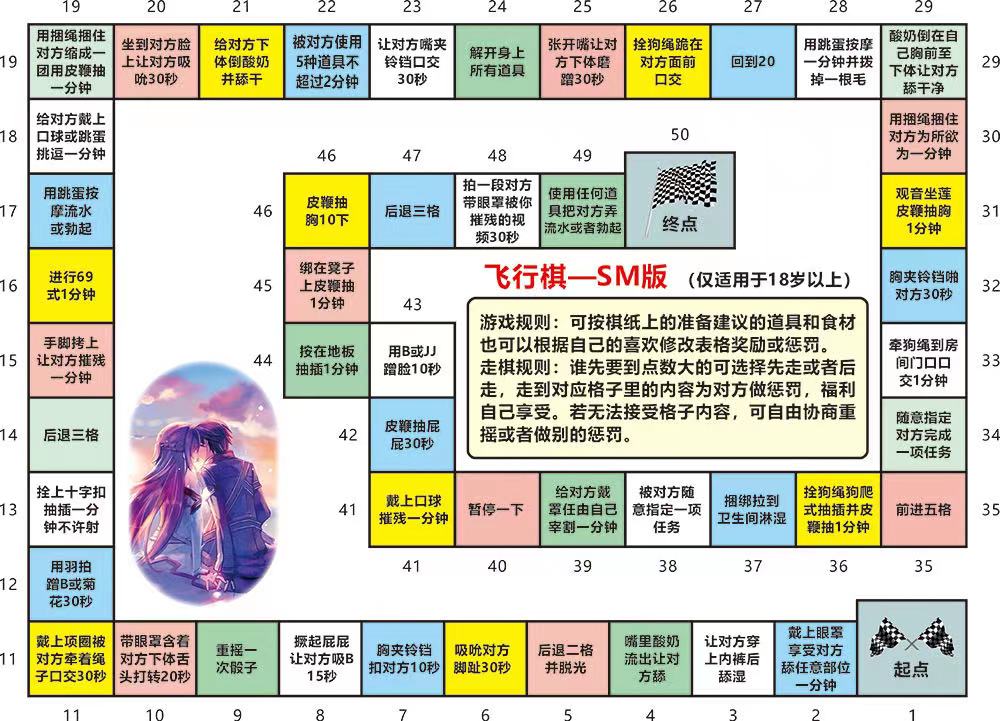 19
20
21
22
23
24
25
26
27
28
29
19
用捆绳捆住
对方缩成一
团用皮鞭抽
一分钟
坐到对方脸
上让对方吸
吮30秒
给对方下
体倒酸奶
并舔干
被对方使用
5种道具不
超过2分钟
让对方嘴夹
铃铛口交
30秒
解开身上
所有道具
张开嘴让对
方下体磨
蹭30秒
拴狗绳跪在
对方面前
口交
回到20
用跳蛋按摩
一分钟并拨
掉一根毛
酸奶倒在自
己胸前至
下体让对方
舔干净
29
18
给对方戴上
口球或跳蛋
挑逗一分钟
用捆绳捆住
对方为所欲
为一分钟
30
17
用跳蛋按
摩流水
或勃起
观音坐莲
皮鞭抽胸
1分钟
31
16
进行69
式1分钟
胸夹铃铛啪
对方30秒
32
15
手脚拷上
让对方摧残
一分钟
牵狗绳到房
间门口口
交1分钟
33
14
后退三格
随意指定
对方完成
一项任务
34
13
拴上十字扣
抽插一分
钟不许射
前进五格
35
12
用羽拍
蹭B或菊
花30秒
46
47
48
49
50
46
皮鞭抽
胸10下
后退三格
拍一段对方
带眼罩被你
摧残的视
频30秒
使用任何道
具把对方弄
流水或者勃起
终点
45
绑在凳子
上皮鞭抽
1分钟
43
44
按在地板
抽插1分钟
用B或JJ
蹭脸10秒
42
皮鞭抽屁
屁30秒
飞行棋—SM版 （仅适用于18岁以上）
游戏规则：可按棋纸上的准备建议的道具和食材
也可以根据自己的喜欢修改表格奖励或惩罚。
走棋规则：谁先要到点数大的可选择先走或者后
走，走到对应格子里的内容为对方做惩罚，福利
自己享受。若无法接受格子内容，可自由协商重
摇或者做别的惩罚。
41
戴上口球
摧残一分钟
暂停一下
给对方戴
罩任由自己
宰割一分钟
被对方随
意指定一项
任务
捆绑拉到
卫生间淋湿
拴狗绳狗爬
式抽插并皮
鞭抽1分钟
41
40
39
38
37
36
35
11
戴上项圈被
对方牵着绳
子口交30秒
带眼罩含着
对方下体舌
头打转20秒
重摇一
次骰子
撅起屁屁
让对方吸B
15秒
胸夹铃铛
扣对方10秒
吸吮对方
脚趾30秒
后退二格
并脱光
嘴里酸奶
流出让对
方舔
让对方穿
上内裤后
舔湿
戴上眼罩
享受对方
舔任意部位
一分钟
起点
11
10
9
8
7
6
5
4
3
2
1